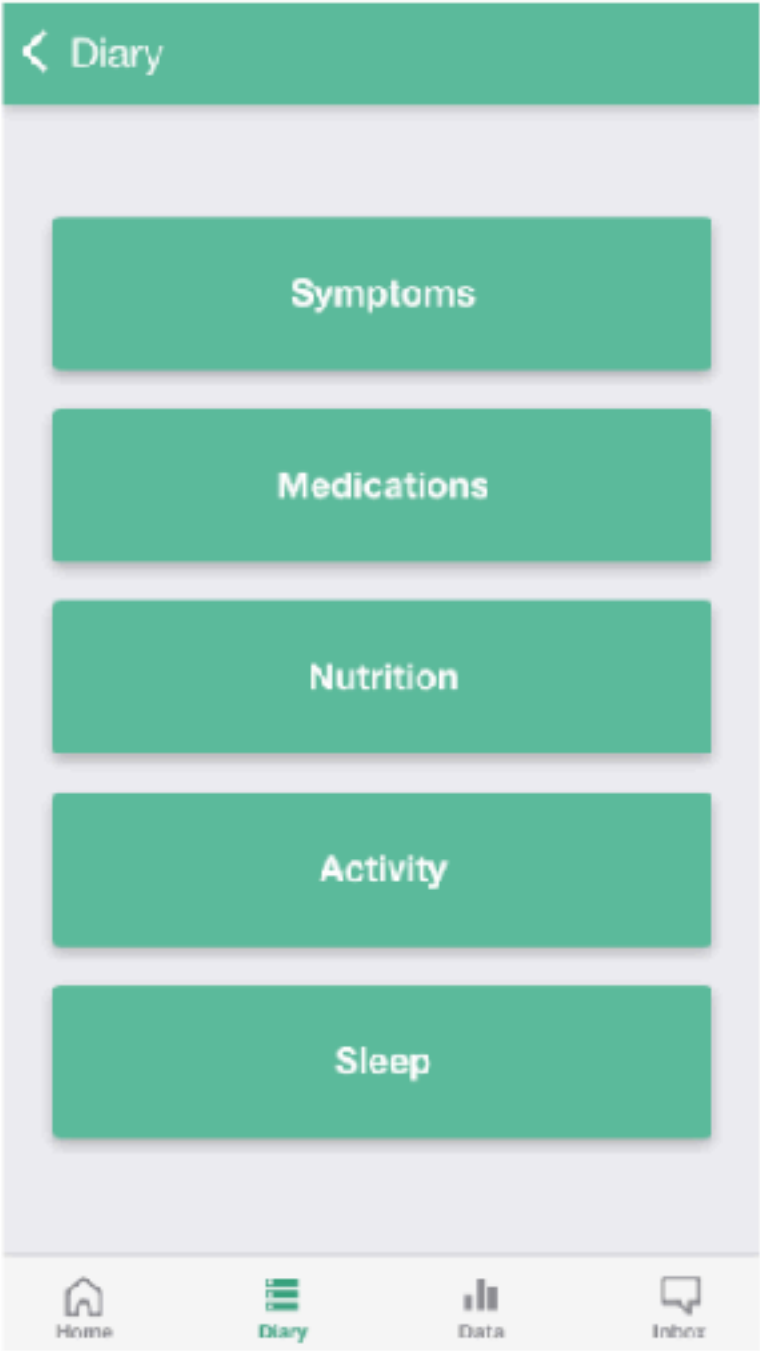 Diary
Symptoms
Medications
Nutrition
Activity
Sleep
Home
Diary
Data
Inbox